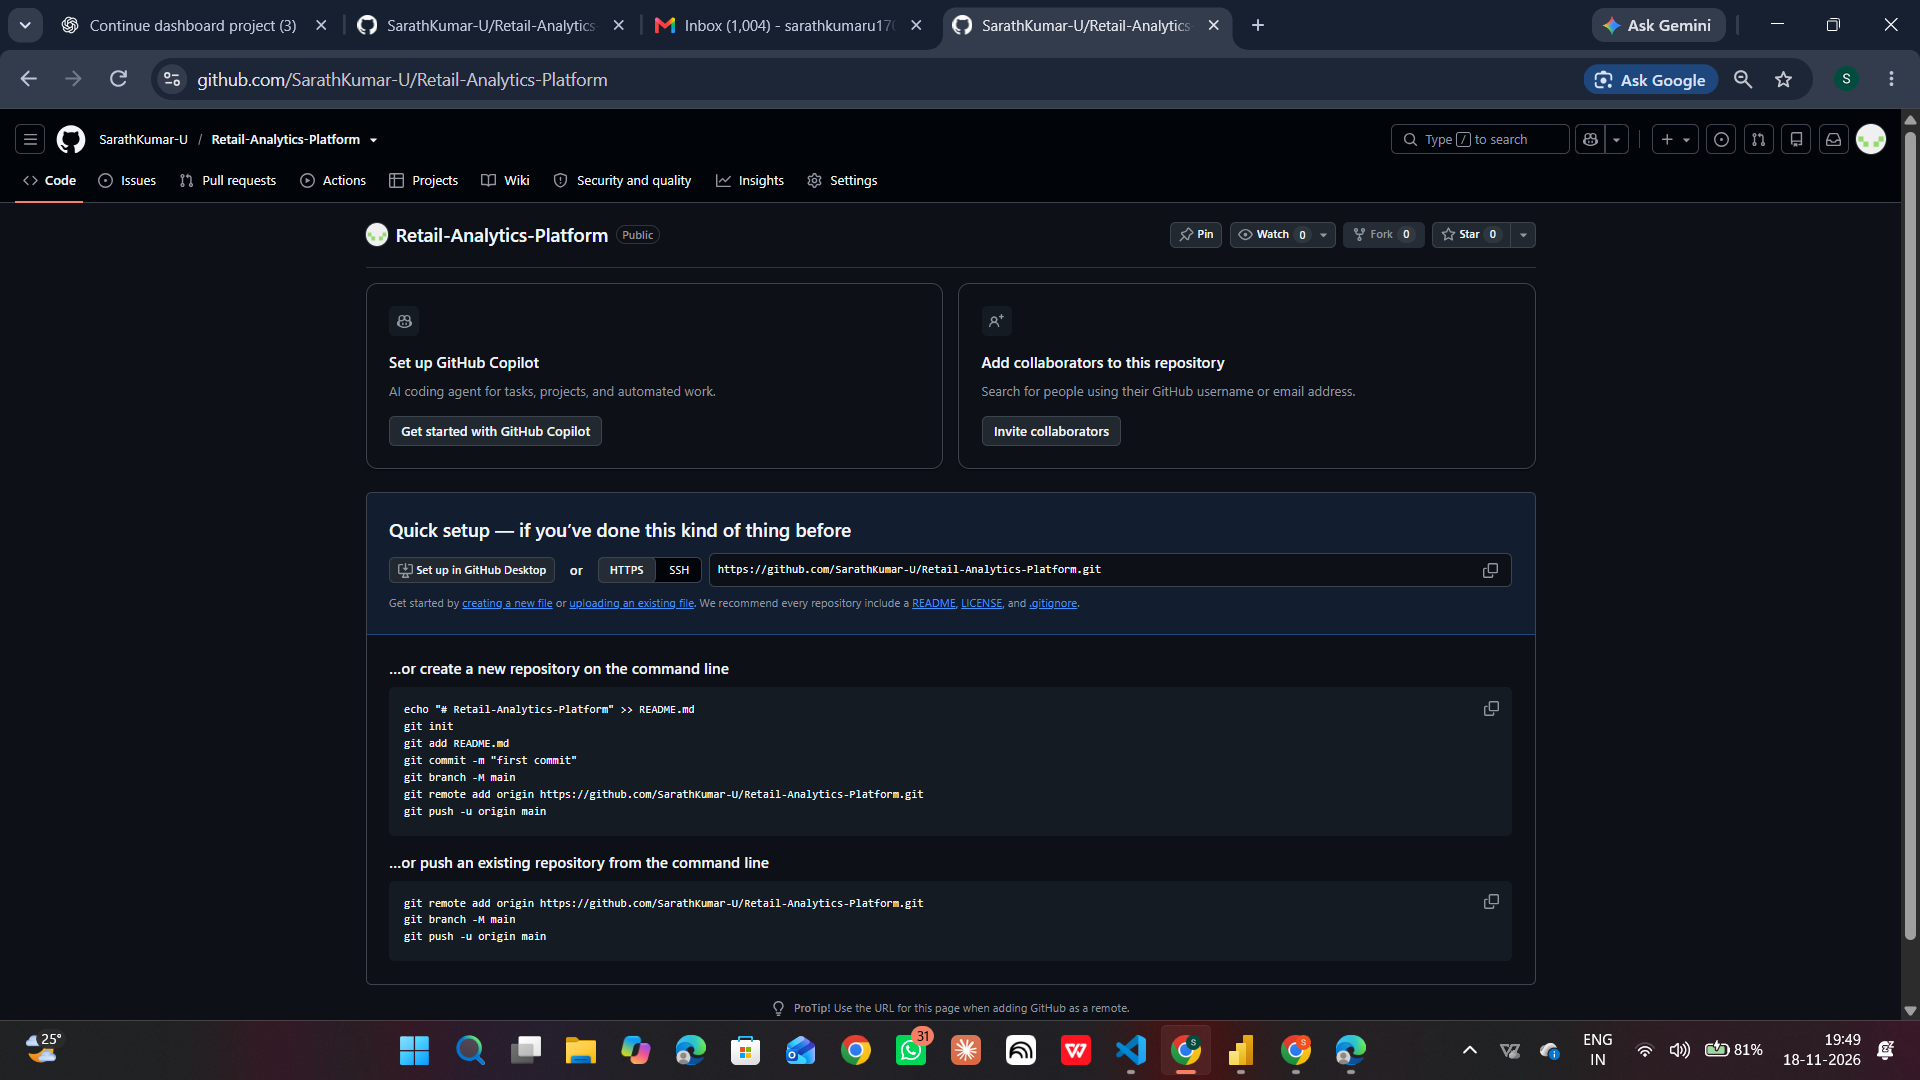 Continue dashboard project (3)
SarathKumar-U/Retail-Analytics-
Inbox (1,004) - sarathkumaru170
SarathKumar-U/Retail-Analytics-
Ask Gemini
github.com/SarathKumar-U/Retail-Analytics-Platform
Ask Google
S
SarathKumar-U / Retail-Analytics-Platform
Type / to search
Code
Issues
Pull requests
Actions
Projects
Wiki
Security and quality
Insights
Settings
Retail-Analytics-Platform Public
Pin
Watch 0
Fork 0
Star 0
Set up GitHub Copilot
AI coding agent for tasks, projects, and automated work.
Get started with GitHub Copilot
Add collaborators to this repository
Search for people using their GitHub username or email address.
Invite collaborators
Quick setup — if you’ve done this kind of thing before
Set up in GitHub Desktop or HTTPS SSH https://github.com/SarathKumar-U/Retail-Analytics-Platform.git
Get started by creating a new file or uploading an existing file. We recommend every repository include a README, LICENSE, and .gitignore.
...or create a new repository on the command line
echo "# Retail-Analytics-Platform" >> README.md
git init
git add README.md
git commit -m "first commit"
git branch -M main
git remote add origin https://github.com/SarathKumar-U/Retail-Analytics-Platform.git
git push -u origin main
...or push an existing repository from the command line
git remote add origin https://github.com/SarathKumar-U/Retail-Analytics-Platform.git
git branch -M main
git push -u origin main
ProTip! Use the URL for this page when adding GitHub as a remote.
25°
31
ENG
IN
81%
19:49
18-11-2026